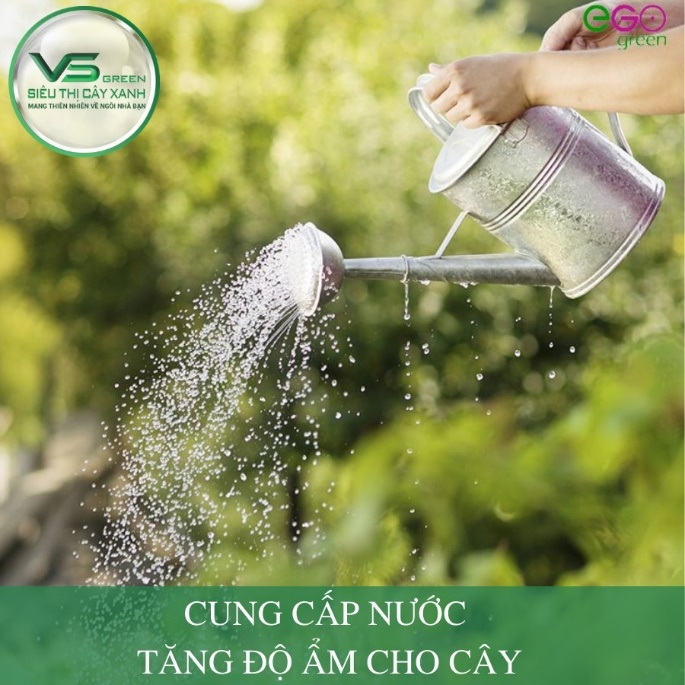 VS GREEN
SIÊU THỊ CÂY XANH
MANG THIÊN NHIÊN VỀ NGÔI NHÀ BẠN
eGO
green
CUNG CẤP NƯỚC
TĂNG ĐỘ ẨM CHO CÂY